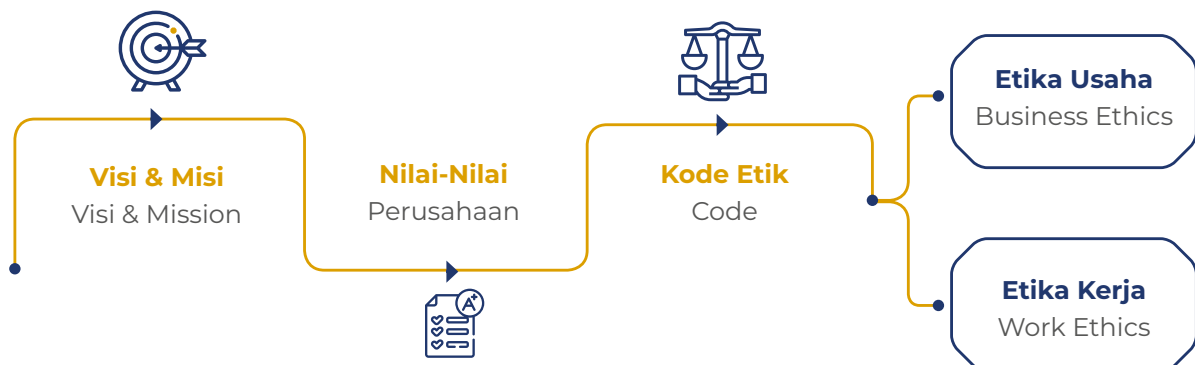 Visi & Misi
Visi & Mission
Nilai-Nilai
Perusahaan
A+
Kode Etik
Code
Etika Usaha
Business Ethics
Etika Kerja
Work Ethics